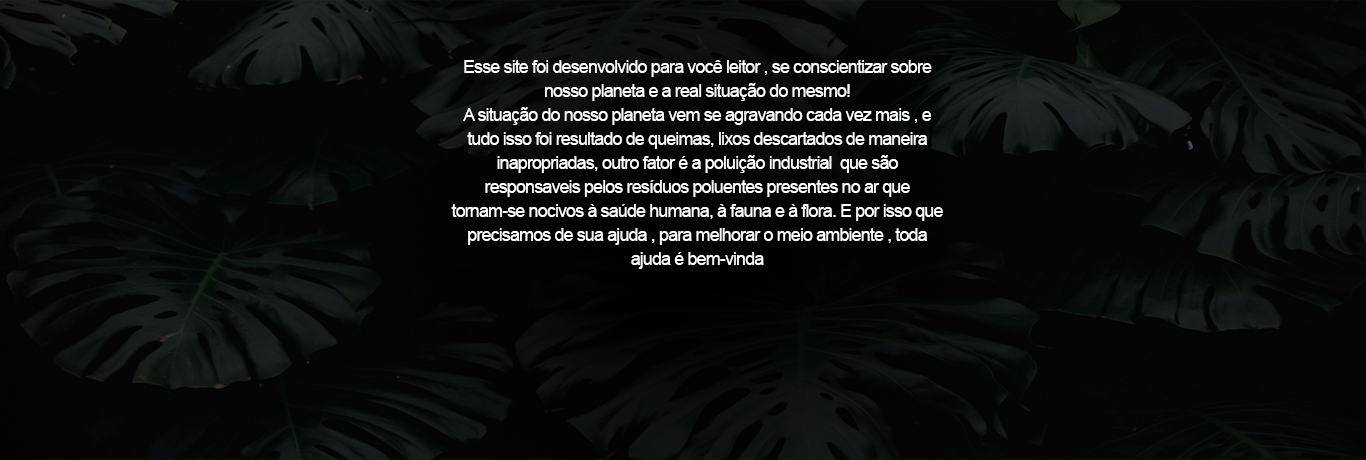 Esse site foi desenvolvido para você leitor , se conscientizar sobre
nosso planeta e a real situação do mesmo!
A situação do nosso planeta vem se agravando cada vez mais , e
tudo isso foi resultado de queimas, lixos descartados de maneira
inapropriadas, outro fator é a poluição industrial  que são
responsaveis pelos resíduos poluentes presentes no ar que
tornam-se nocivos à saúde humana, à fauna e à flora. E por isso que
precisamos de sua ajuda , para melhorar o meio ambiente , toda
ajuda é bem-vinda